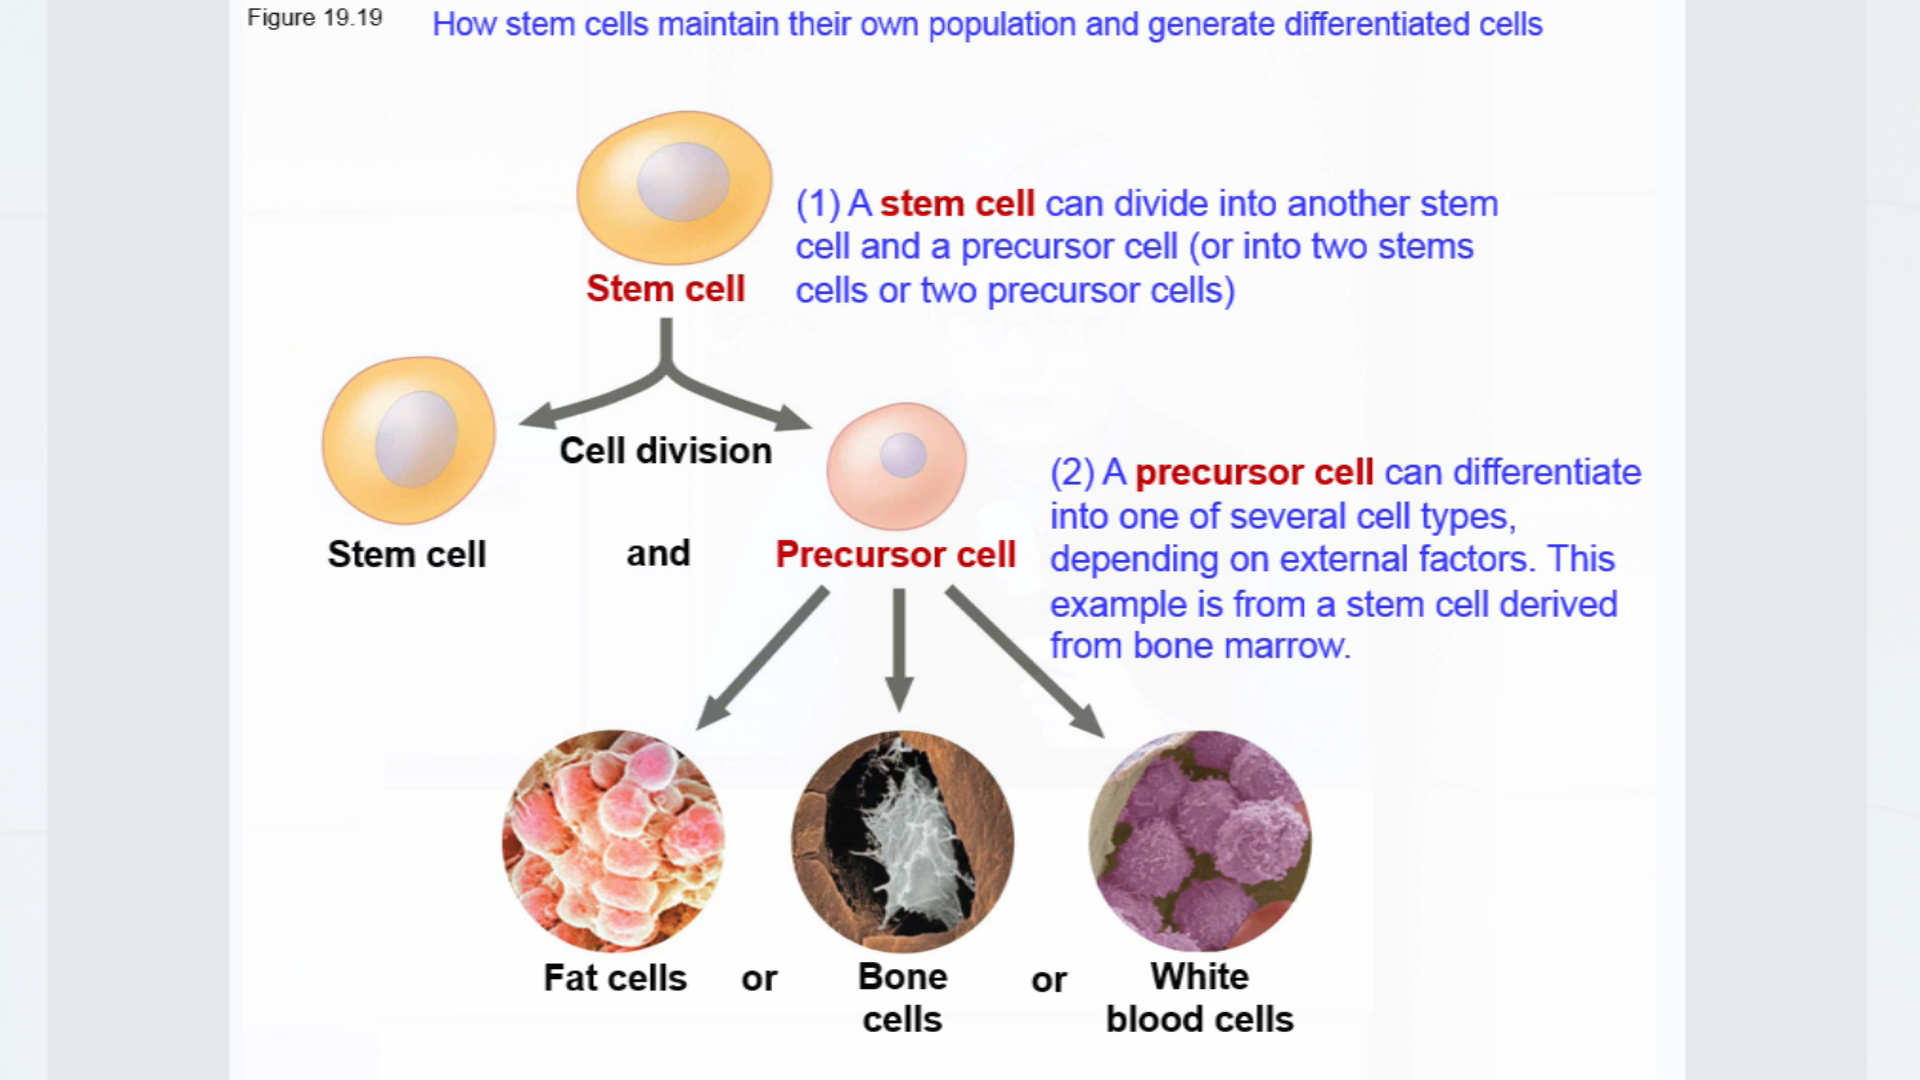 Figure 19.19
How stem cells maintain their own population and generate differentiated cells
(1) A stem cell can divide into another stem
cell and a precursor cell (or into two stems
cells or two precursor cells)
Stem cell
Cell division
Stem cell
and
Precursor cell
(2) A precursor cell can differentiate
into one of several cell types,
depending on external factors. This
example is from a stem cell derived
from bone marrow.
Fat cells
or
Bone
cells
or
White
blood cells